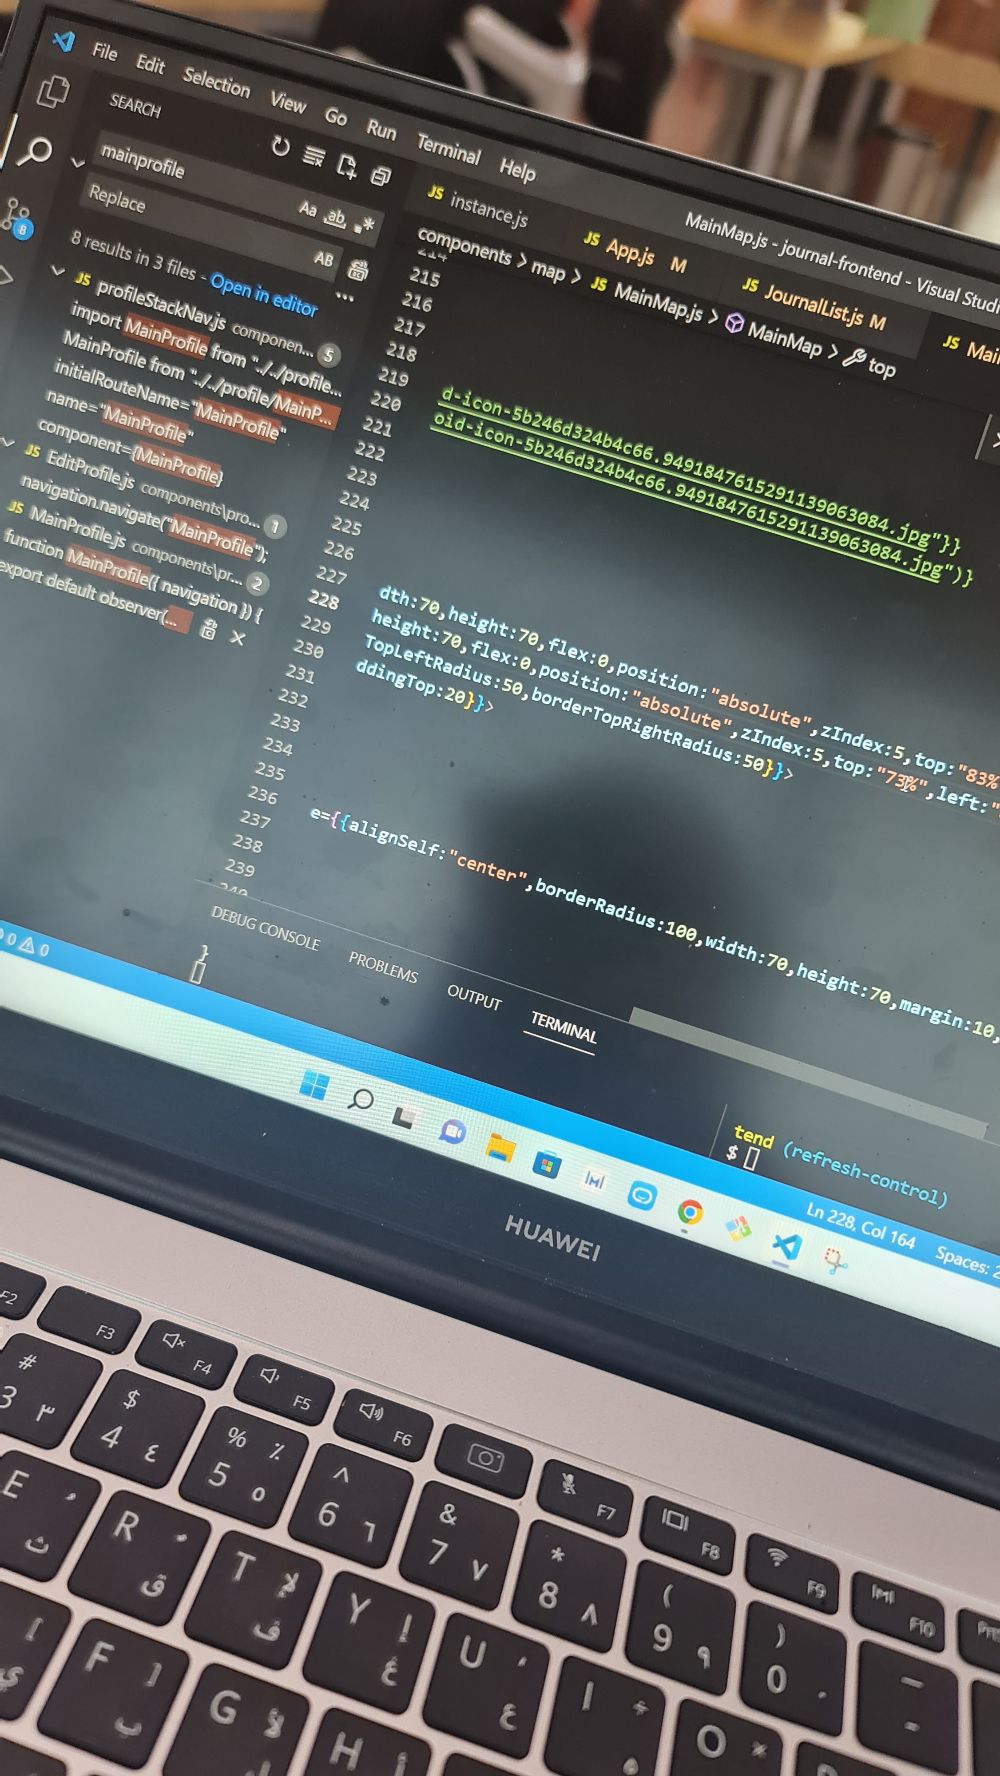 File Edit Selection View Go Run Terminal Help
MainMap.js - journal-frontend - Visual Studi
SEARCH
mainprofile
Aa ab .*
Replace
AB
8 results in 3 files - Open in editor
JS profileStackNav.js componen... 5
import MainProfile from "./../profile...
MainProfile from "./../profile/MainP...
initialRouteName="MainProfile"
name="MainProfile"
component={MainProfile}
JS EditProfile.js components\pro... 1
navigation.navigate("MainProfile");
JS MainProfile.js components\pr... 2
function MainProfile({ navigation }) {
export default observer(...
8
JS instance.js
JS App.js M
JS JournalList.js M
JS Mai
components > map > JS MainMap.js > MainMap > top
214
215
216
217
218
219
220 d-icon-5b246d324b4c66.9491847615291139063084.jpg"}}
221 oid-icon-5b246d324b4c66.9491847615291139063084.jpg")}
222
223
224
225
226
227 dth:70,height:70,flex:0,position:"absolute",zIndex:5,top:"83%
228 height:70,flex:0,position:"absolute",zIndex:5,top:"73%",left:"
229 TopLeftRadius:50,borderTopRightRadius:50}}>
230 ddingTop:20}}>
231
232
233
234
235
236 e={{alignSelf:"center",borderRadius:100,width:70,height:70,margin:10,
237
238
239
240
DEBUG CONSOLE PROBLEMS OUTPUT TERMINAL
}
tend (refresh-control)
$
0 0
Ln 228, Col 164 Spaces: 2
HUAWEI
F2 F3 F4 F5 F6 F7 F8 F9 F10
# 3 ٣
$ 4 ٤
% ٪ 5 ٥
^ 6 ٦
& 7 ٧
* 8 ٨
( 9 ٩
) 0
E ث
R ق
T لإ ف
Y إ غ
U ع
I ÷ ه
O ×
F ب
G لأ
H أ